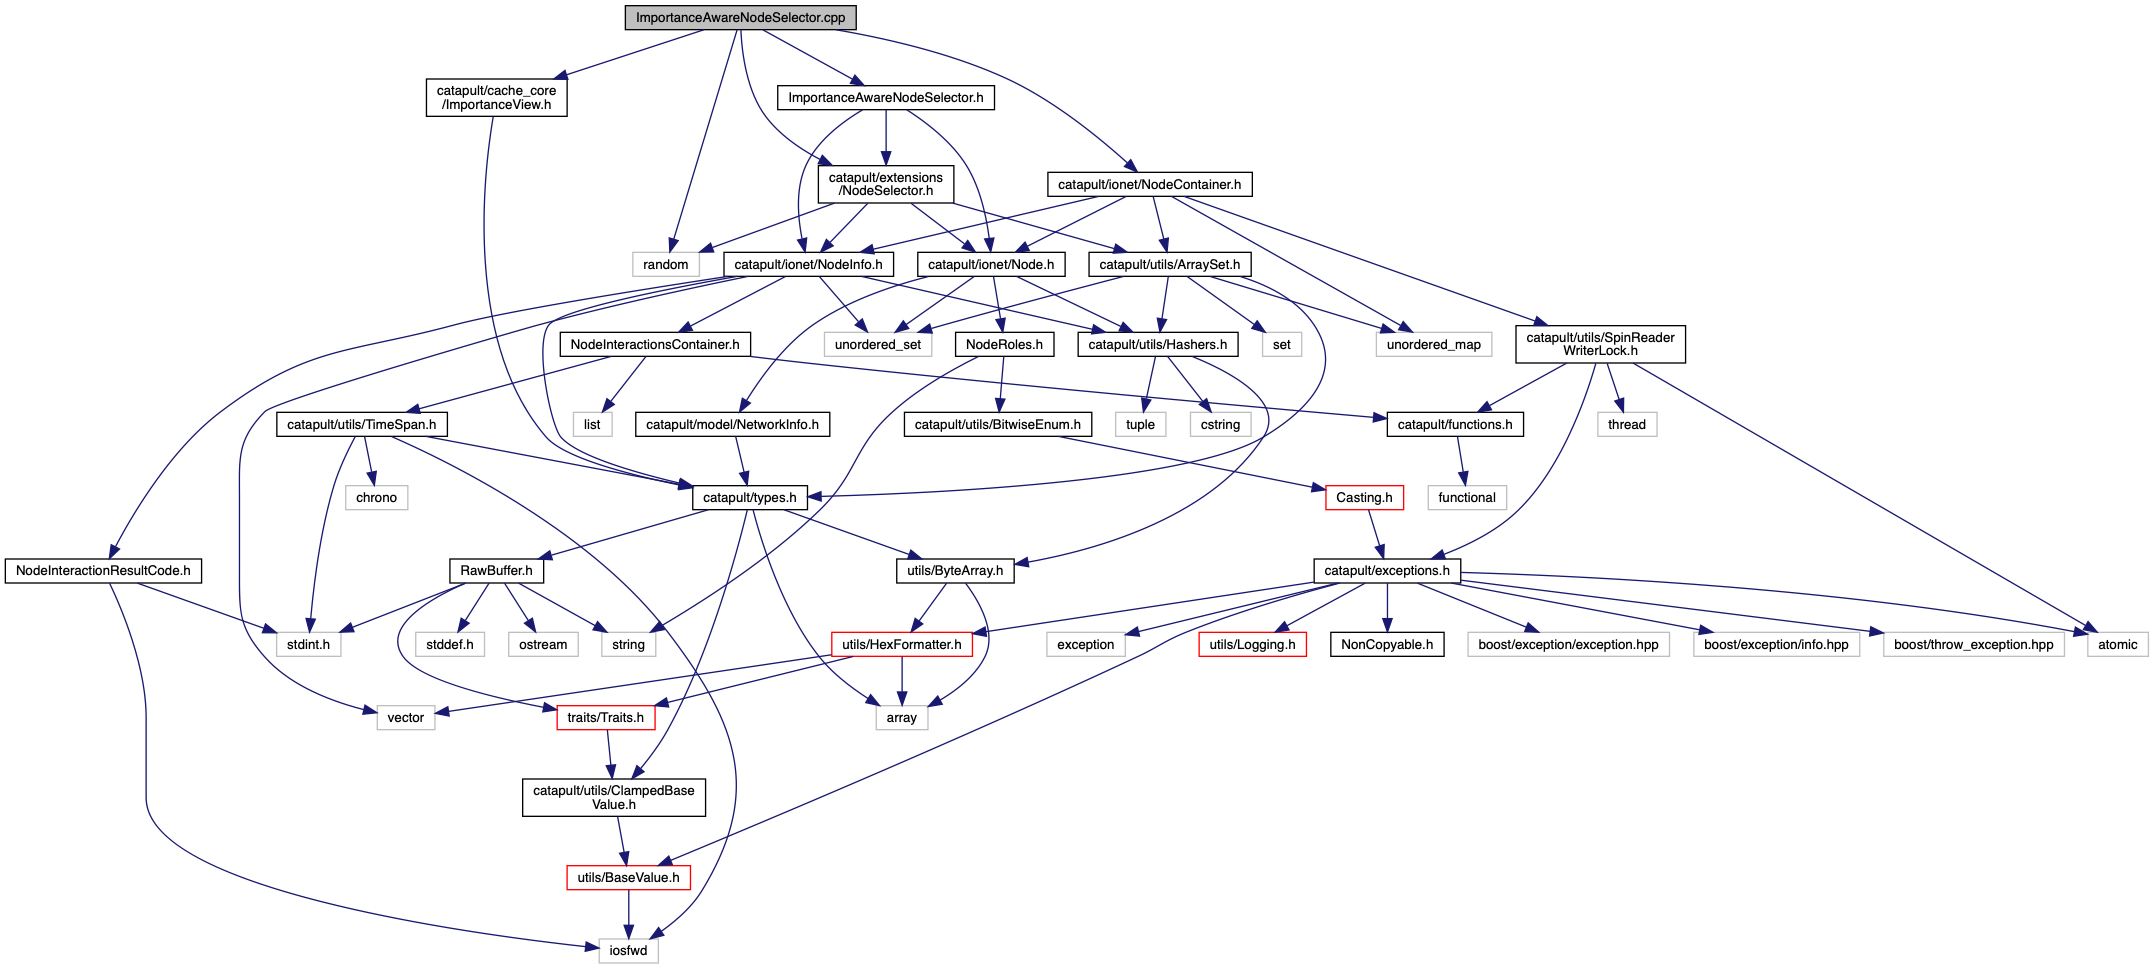 ImportanceAwareNodeSelector.cpp
catapult/cache_core
/ImportanceView.h
ImportanceAwareNodeSelector.h
catapult/extensions
/NodeSelector.h
catapult/ionet/NodeContainer.h
random
catapult/ionet/NodeInfo.h
catapult/ionet/Node.h
catapult/utils/ArraySet.h
NodeInteractionsContainer.h
unordered_set
NodeRoles.h
catapult/utils/Hashers.h
set
unordered_map
catapult/utils/SpinReader
WriterLock.h
catapult/utils/TimeSpan.h
list
catapult/model/NetworkInfo.h
catapult/utils/BitwiseEnum.h
tuple
cstring
catapult/functions.h
thread
chrono
catapult/types.h
Casting.h
functional
NodeInteractionResultCode.h
RawBuffer.h
utils/ByteArray.h
catapult/exceptions.h
stdint.h
stddef.h
ostream
string
utils/HexFormatter.h
exception
utils/Logging.h
NonCopyable.h
boost/exception/exception.hpp
boost/exception/info.hpp
boost/throw_exception.hpp
atomic
vector
traits/Traits.h
array
catapult/utils/ClampedBase
Value.h
utils/BaseValue.h
iosfwd